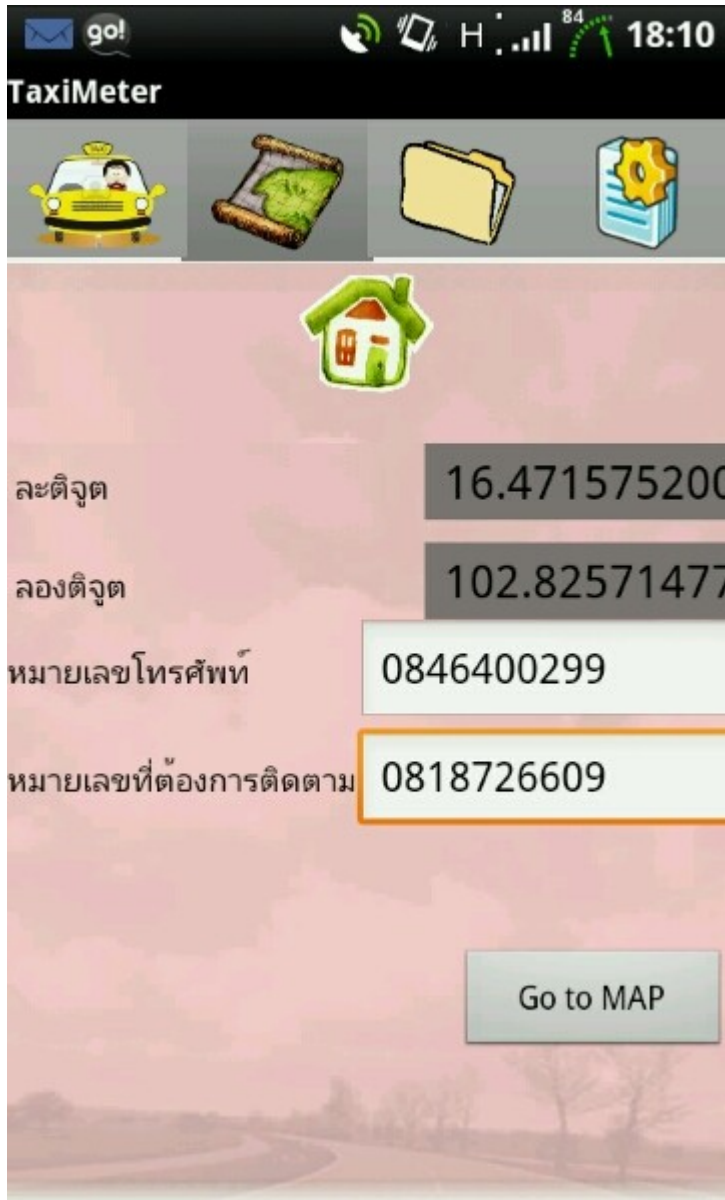 go!
H 84 18:10
TaxiMeter
TAXI
ละติจูต 16.471575200
ลองติจูต 102.82571477
หมายเลขโทรศัพท์ 0846400299
หมายเลขที่ต้องการติดตาม 0818726609
Go to MAP